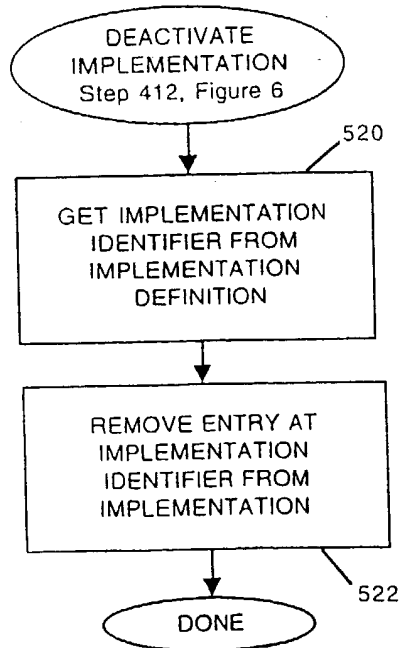 DEACTIVATE
IMPLEMENTATION
Step 412, Figure 6
520
GET IMPLEMENTATION
IDENTIFIER FROM
IMPLEMENTATION
DEFINITION
REMOVE ENTRY AT
IMPLEMENTATION
IDENTIFIER FROM
IMPLEMENTATION
522
DONE